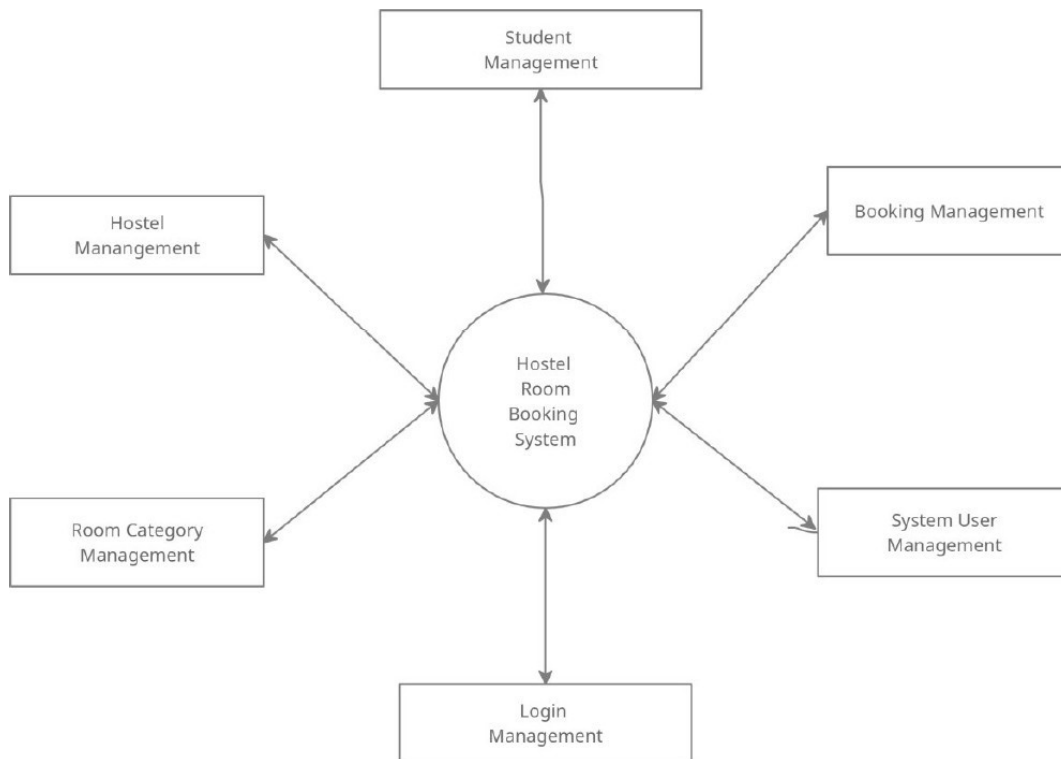 Student
Management
Booking Management
Hostel
Manangement
Hostel
Room
Booking
System
Room Category
Management
System User
Management
Login
Management